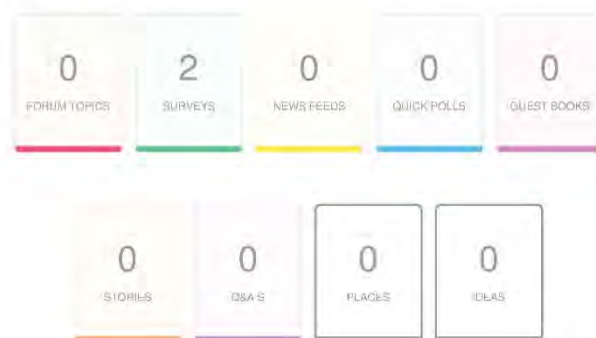 0 2 0 0 0
FORUM TOPICS SURVEYS NEWS FEEDS QUICK POLLS GUEST BOOKS
0 0 0 0
STORIES Q&A S PLACES IDEAS